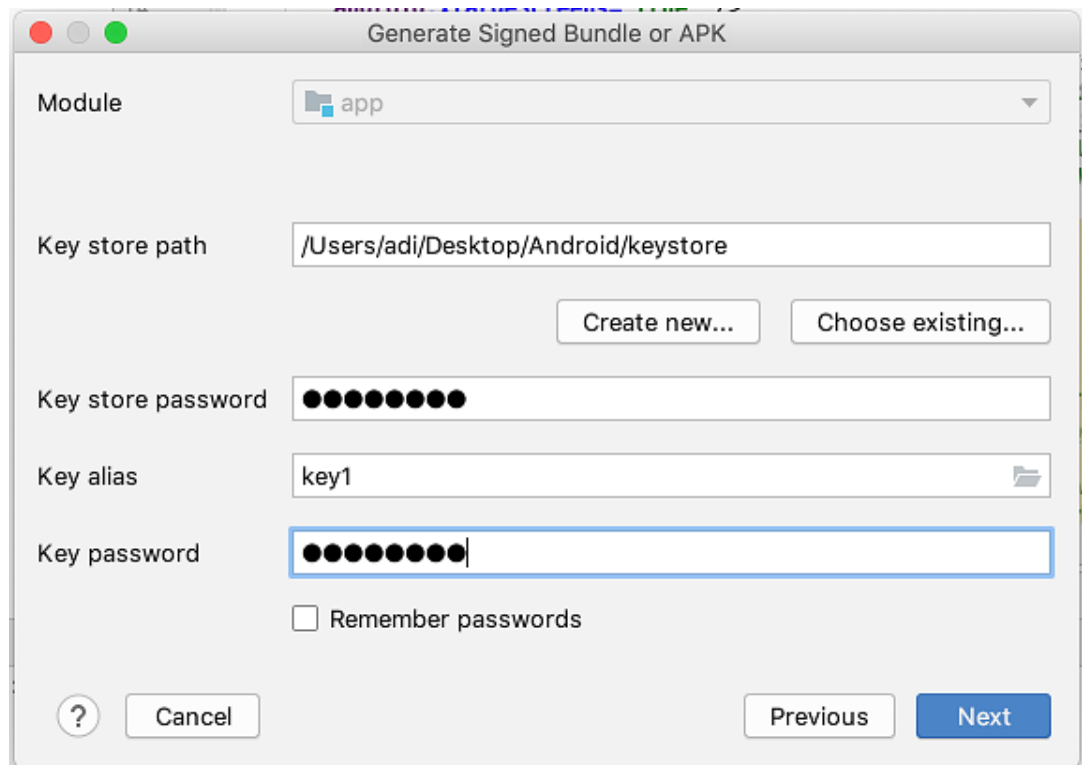 Generate Signed Bundle or APK
Module app
Key store path /Users/adi/Desktop/Android/keystore
Create new... Choose existing...
Key store password ●●●●●●●●
Key alias key1
Key password ●●●●●●●●
Remember passwords
? Cancel Previous Next